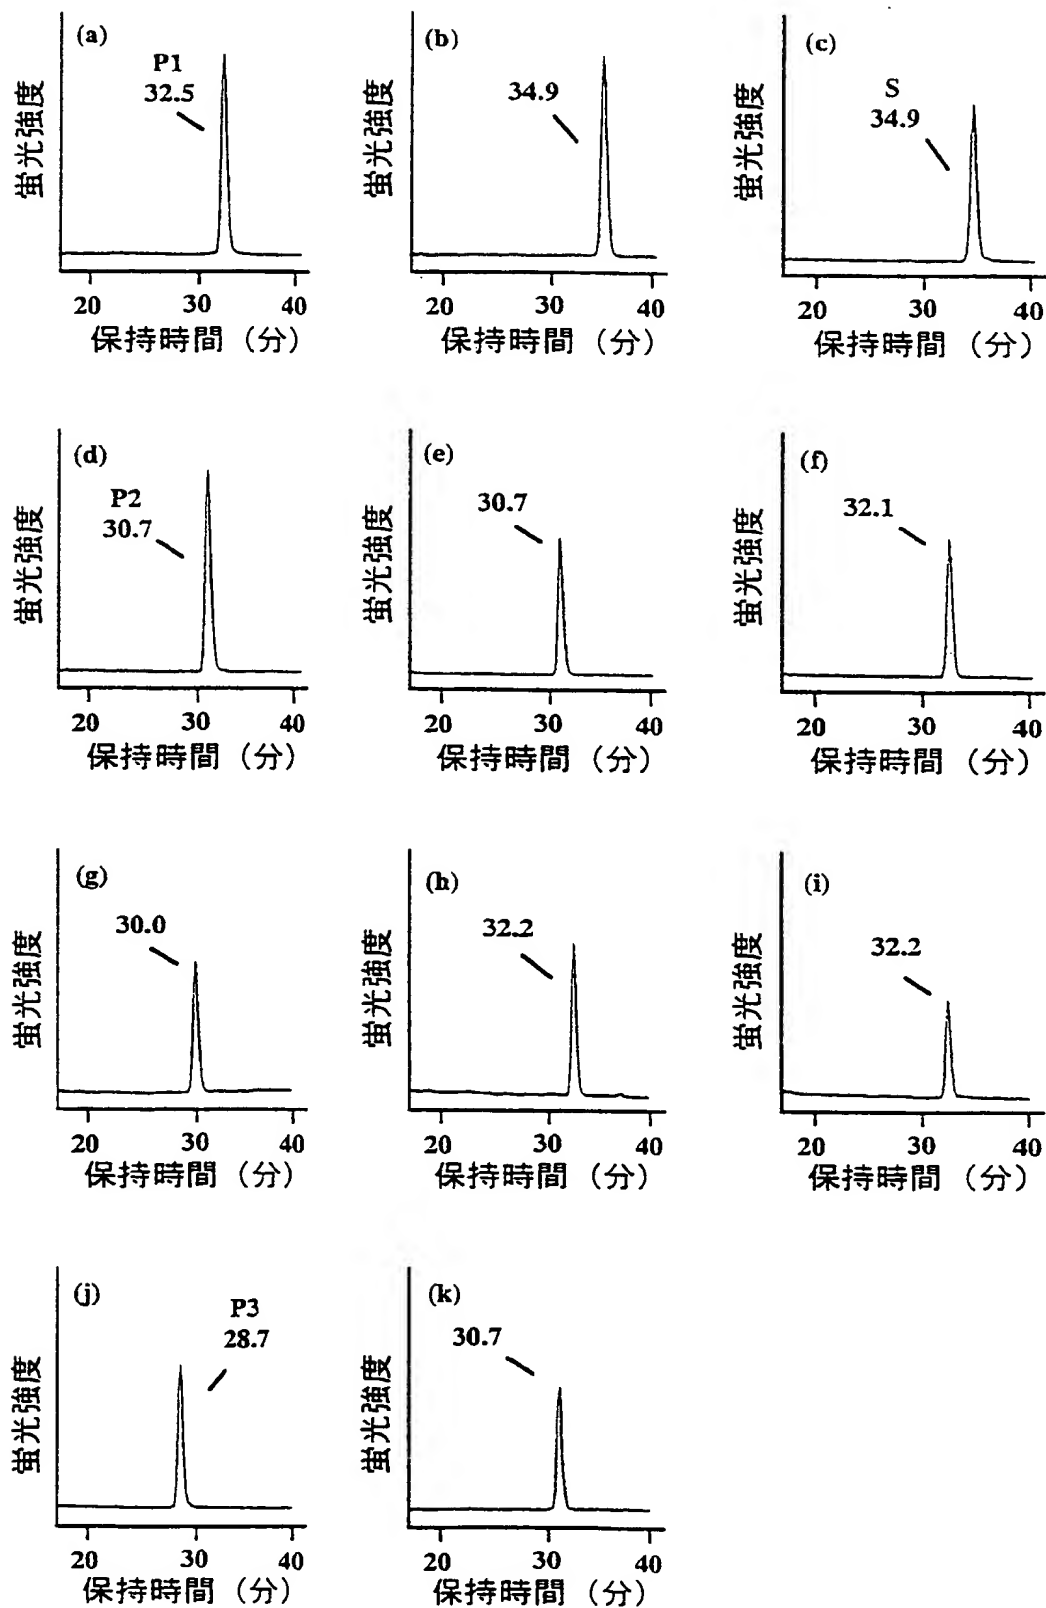 (a)
P1
32.5
蛍光強度
20 30 40
保持時間（分）
(b)
34.9
蛍光強度
20 30 40
保持時間（分）
(c)
S
34.9
蛍光強度
20 30 40
保持時間（分）
(d)
P2
30.7
蛍光強度
20 30 40
保持時間（分）
(e)
30.7
蛍光強度
20 30 40
保持時間（分）
(f)
32.1
蛍光強度
20 30 40
保持時間（分）
(g)
30.0
蛍光強度
20 30 40
保持時間（分）
(h)
32.2
蛍光強度
20 30 40
保持時間（分）
(i)
32.2
蛍光強度
20 30 40
保持時間（分）
(j)
P3
28.7
蛍光強度
20 30 40
保持時間（分）
(k)
30.7
蛍光強度
20 30 40
保持時間（分）